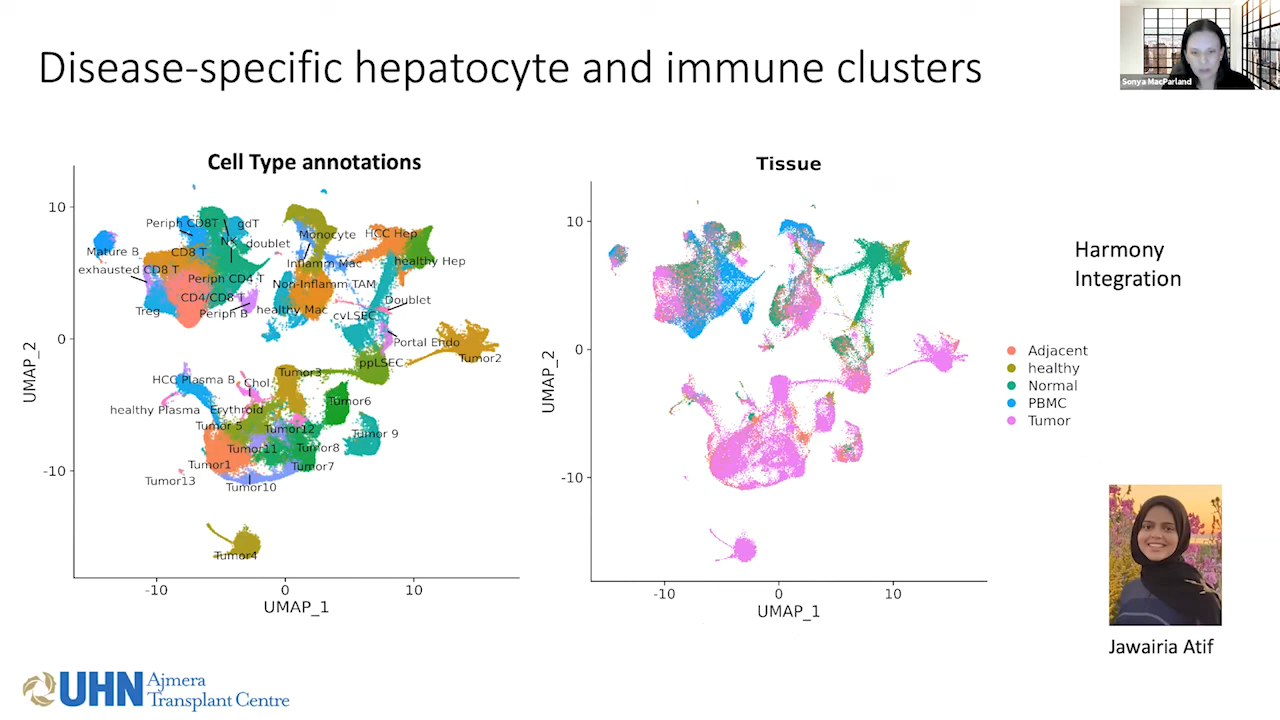 Disease-specific hepatocyte and immune clusters
Sonya MacParland
Cell Type annotations
10
0
-10
UMAP_2
Periph CD8T
gdT
NK
doublet
Monocyte
HCC Hep
Mature B
CD8 T
Inflamm Mac
healthy Hep
exhausted CD8 T
Periph CD4 T
Non-Inflamm TAM
CD4/CD8 T
Doublet
Treg
Periph B
healthy Mac
cvLSEC
Portal Endo
ppLSEC
Tumor2
Tumor3
HCC Plasma B
Chol
Tumor6
healthy Plasma
Erythroid
Tumor 5
Tumor12
Tumor 9
Tumor11
Tumor8
Tumor1
Tumor7
Tumor13
Tumor10
Tumor4
-10
0
10
UMAP_1
Tissue
10
0
-10
UMAP_2
-10
0
10
UMAP_1
Adjacent
healthy
Normal
PBMC
Tumor
Harmony
Integration
Jawairia Atif
UHN
Ajmera
Transplant Centre